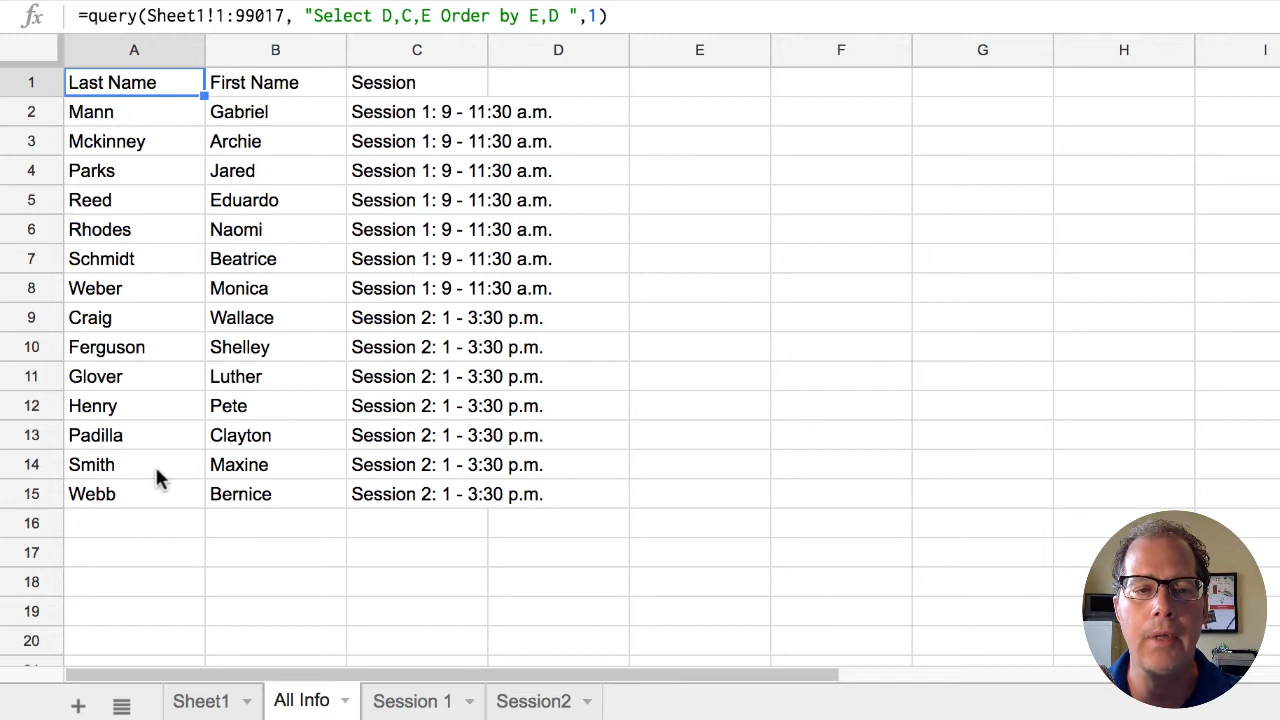 fx =query(Sheet1!1:99017, "Select D,C,E Order by E,D ",1)
A B C D E F G H I
1 Last Name First Name Session
2 Mann Gabriel Session 1: 9 - 11:30 a.m.
3 Mckinney Archie Session 1: 9 - 11:30 a.m.
4 Parks Jared Session 1: 9 - 11:30 a.m.
5 Reed Eduardo Session 1: 9 - 11:30 a.m.
6 Rhodes Naomi Session 1: 9 - 11:30 a.m.
7 Schmidt Beatrice Session 1: 9 - 11:30 a.m.
8 Weber Monica Session 1: 9 - 11:30 a.m.
9 Craig Wallace Session 2: 1 - 3:30 p.m.
10 Ferguson Shelley Session 2: 1 - 3:30 p.m.
11 Glover Luther Session 2: 1 - 3:30 p.m.
12 Henry Pete Session 2: 1 - 3:30 p.m.
13 Padilla Clayton Session 2: 1 - 3:30 p.m.
14 Smith Maxine Session 2: 1 - 3:30 p.m.
15 Webb Bernice Session 2: 1 - 3:30 p.m.
16
17
18
19
20
+ Sheet1 All Info Session 1 Session2